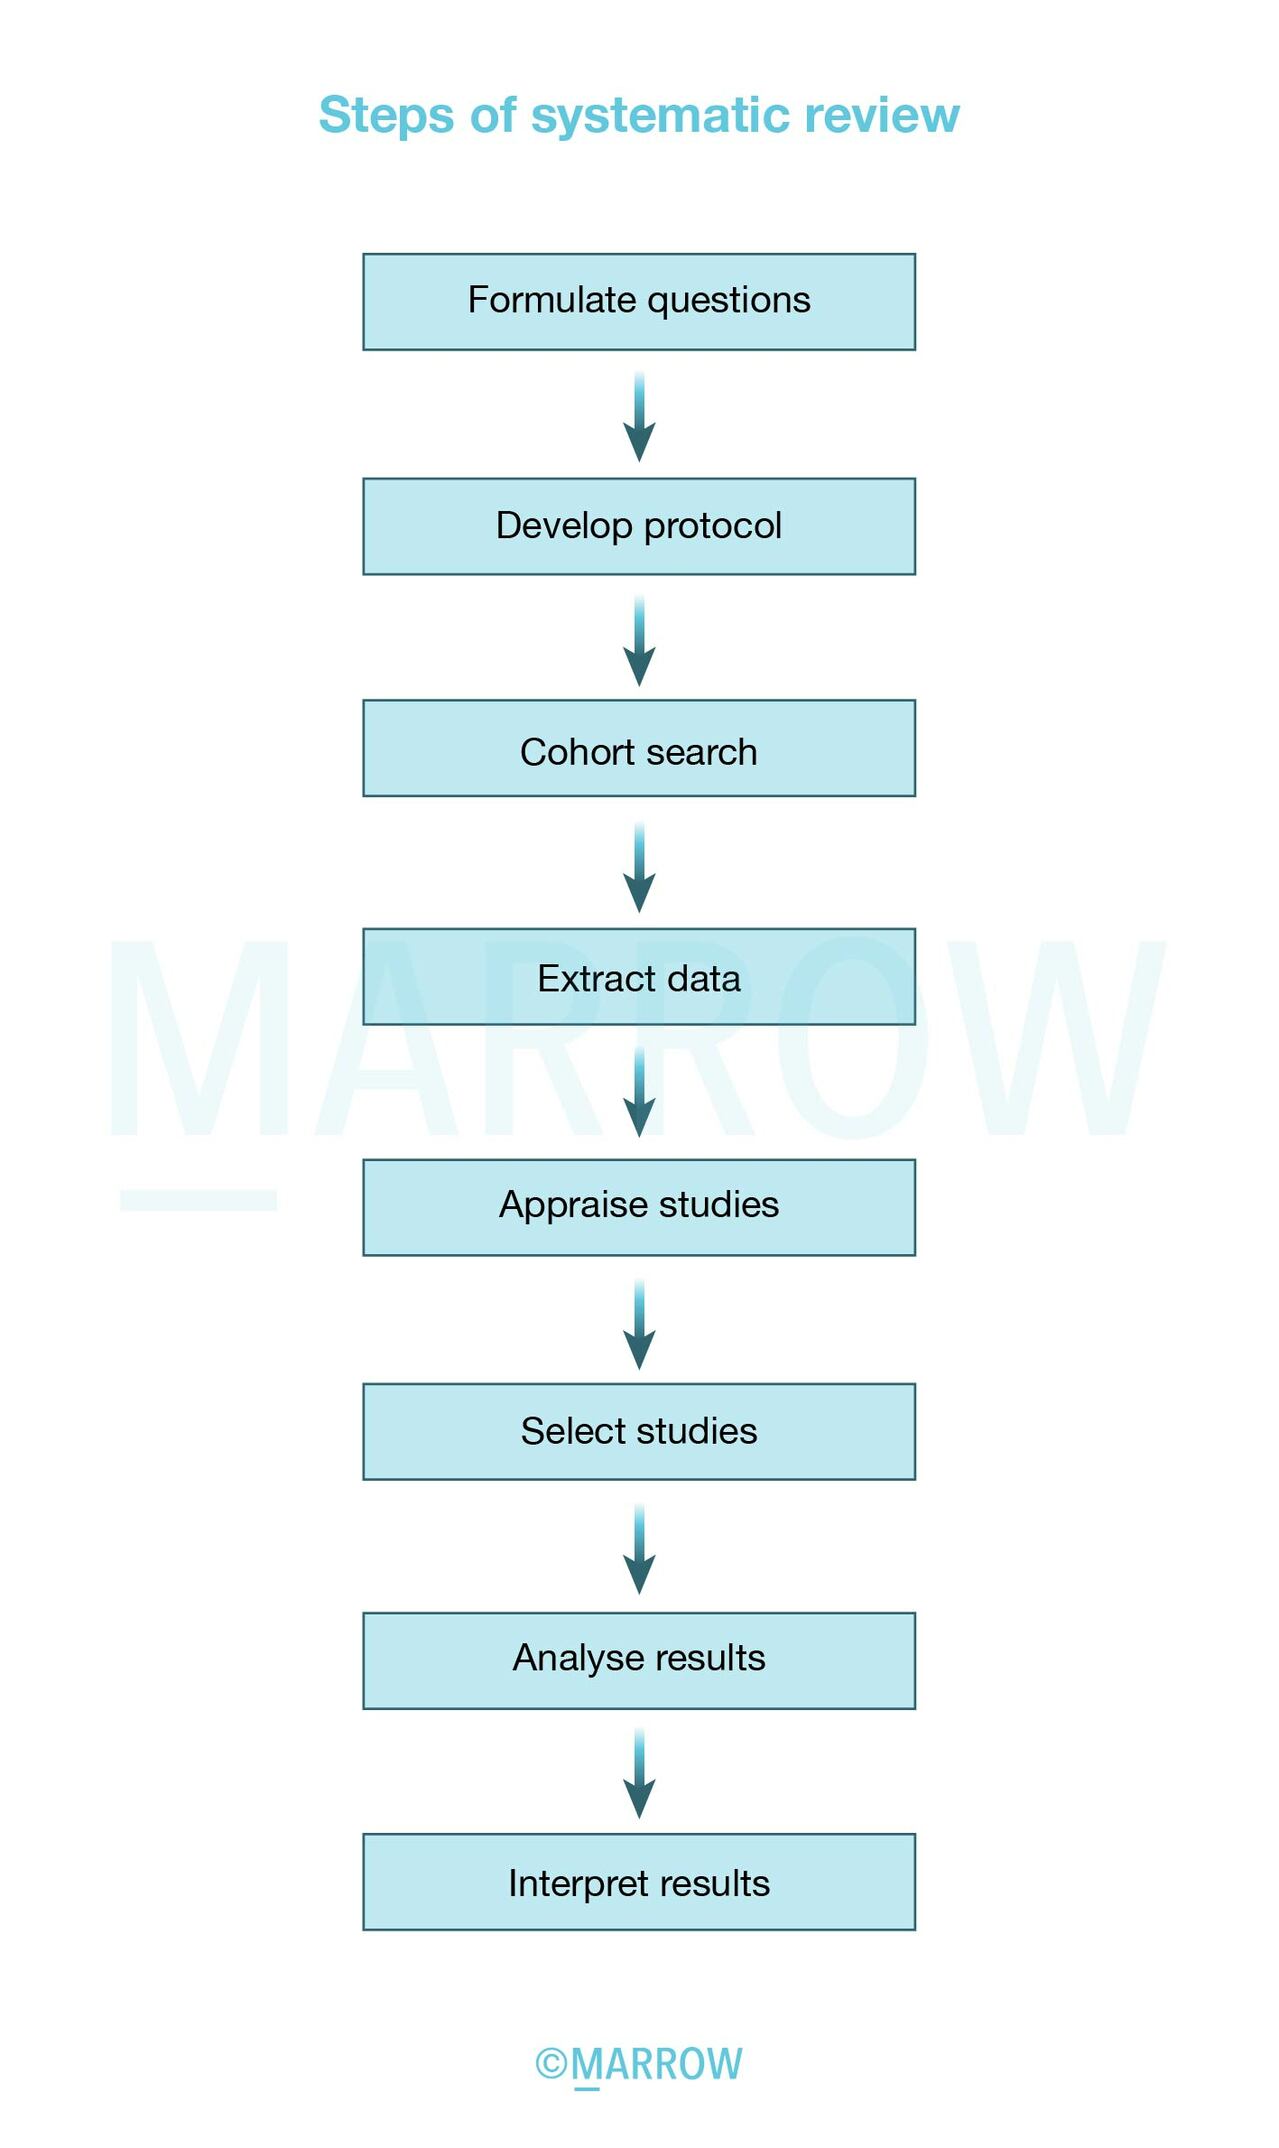 Steps of systematic review
Formulate questions
Develop protocol
Cohort search
Extract data
MARROW
Appraise studies
Select studies
Analyse results
Interpret results
©MARROW